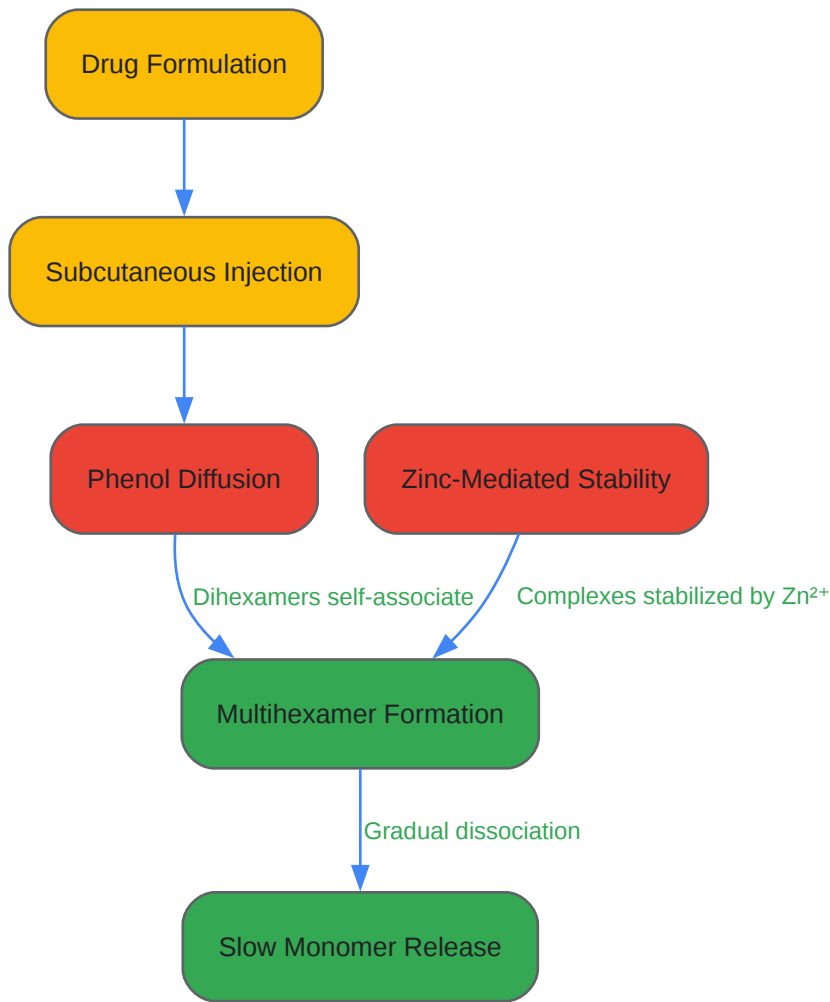 Drug Formulation
Subcutaneous Injection
Phenol Diffusion
Zinc-Mediated Stability
Dihexamers self-associate
Complexes stabilized by Zn²⁺
Multihexamer Formation
Gradual dissociation
Slow Monomer Release